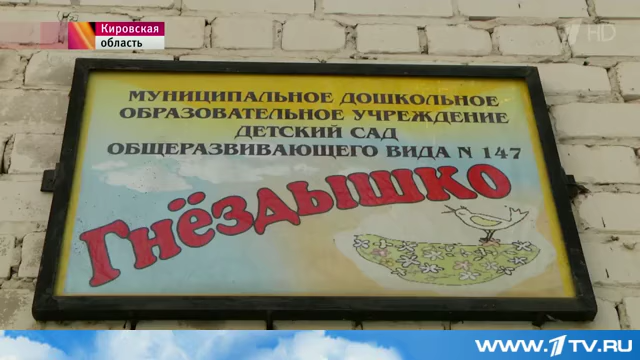 Кировская
область
HD
МУНИЦИПАЛЬНОЕ ДОШКОЛЬНОЕ
ОБРАЗОВАТЕЛЬНОЕ УЧРЕЖДЕНИЕ
ДЕТСКИЙ САД
ОБЩЕРАЗВИВАЮЩЕГО ВИДА N 147
ГНЁЗДЫШКО
WWW.1TV.RU